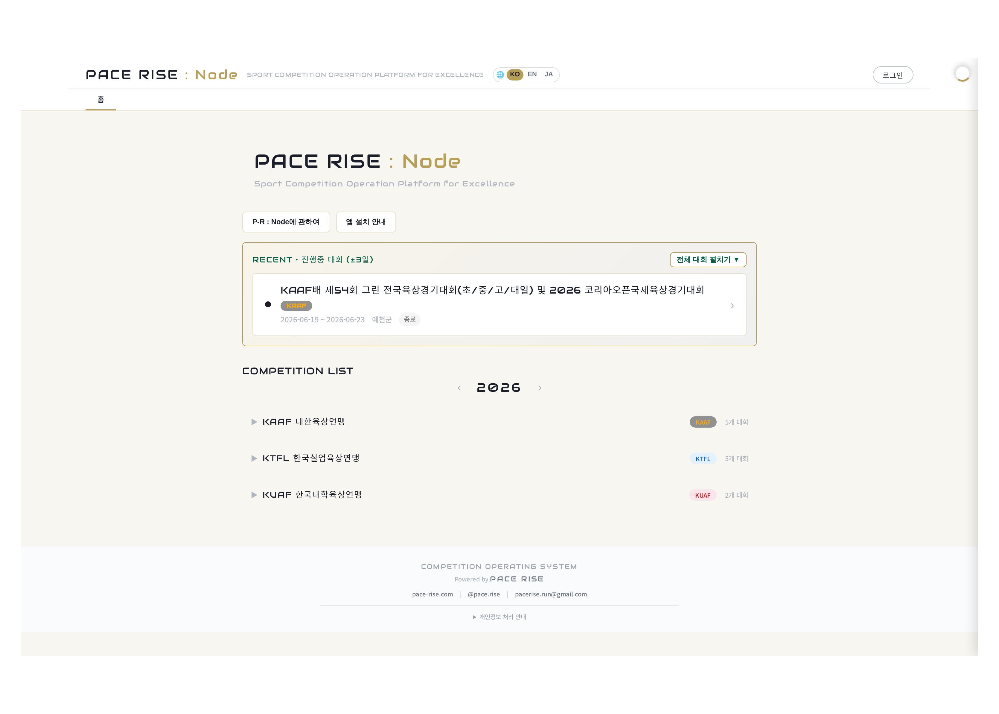 PACE RISE : Node SPORT COMPETITION OPERATION PLATFORM FOR EXCELLENCE KO EN JA 로그인
홈
PACE RISE : Node
Sport Competition Operation Platform for Excellence
P-R : Node에 관하여 앱 설치 안내
RECENT · 진행중 대회 (±3일) 전체 대회 펼치기 ▼
KAAF배 제54회 그린 전국육상경기대회(초/중/고/대일) 및 2026 코리아오픈국제육상경기대회
KAAF
2026-06-19 ~ 2026-06-23 예천군 종료
COMPETITION LIST
‹ 2026 ›
▶ KAAF 대한육상연맹 KAAF 5개 대회
▶ KTFL 한국실업육상연맹 KTFL 5개 대회
▶ KUAF 한국대학육상연맹 KUAF 2개 대회
COMPETITION OPERATING SYSTEM
Powered by PACE RISE
pace-rise.com | @pace.rise | pacerise.run@gmail.com
▶ 개인정보 처리 안내